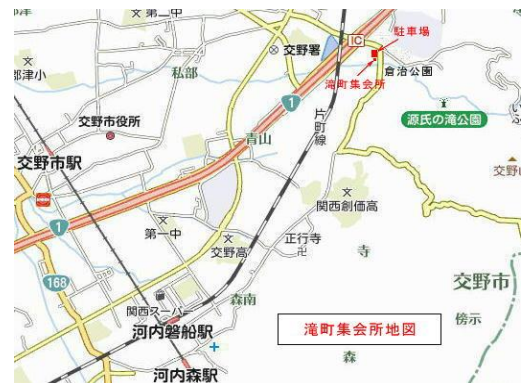 第二中
交野署
IC
駐車場
郡津小
私部
滝町集会所
倉治公園
1
片町線
源氏の滝公園
交野市役所
青山
交野山
交野市駅
関西創価高
1
第一中
正行寺
寺
交野高
168
交野市
関西スーパー
森南
傍示
河内磐船駅
滝町集会所地図
森
河内森駅